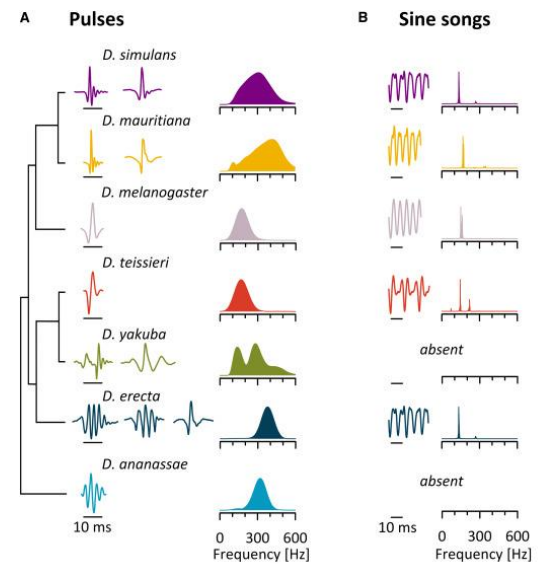 A Pulses
B Sine songs
D. simulans
D. mauritiana
D. melanogaster
D. teissieri
D. yakuba
absent
D. erecta
D. ananassae
absent
10 ms
0 300 600
Frequency [Hz]
10 ms
0 300 600
Frequency [Hz]